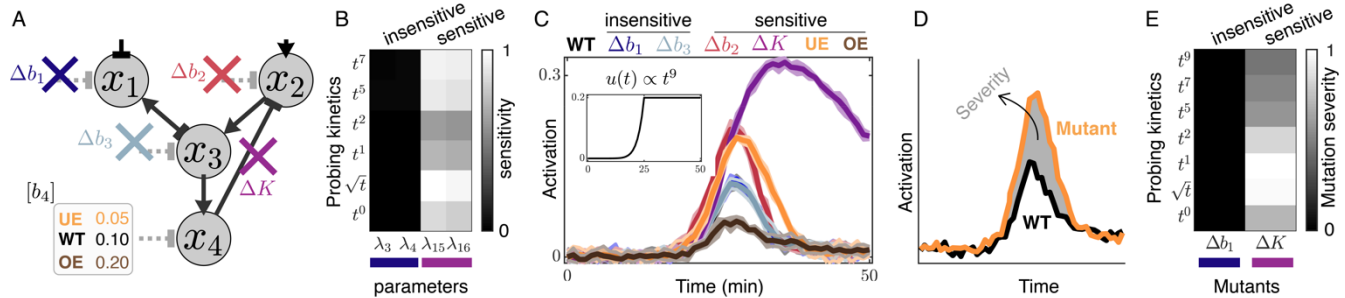 A
Δb₁
x₁
Δb₂
x₂
Δb₃
x₃
ΔK
[b₄]
UE 0.05
WT 0.10
OE 0.20
x₄
B
insensitive
sensitive
Probing kinetics
t⁷
t⁵
t²
t¹
√t
t⁰
λ₃ λ₄ λ₁₅ λ₁₆
parameters
1
sensitivity
0
C
insensitive sensitive
WT Δb₁ Δb₃ Δb₂ ΔK UE OE
Activation
0.3
0
u(t) ∝ t⁹
0.2
0
0 25 50
0 50
Time (min)
D
Activation
Severity
Mutant
WT
Time
E
insensitive
sensitive
Probing kinetics
t⁹
t⁷
t⁵
t²
t¹
√t
t⁰
Δb₁ ΔK
Mutants
1
Mutation severity
0